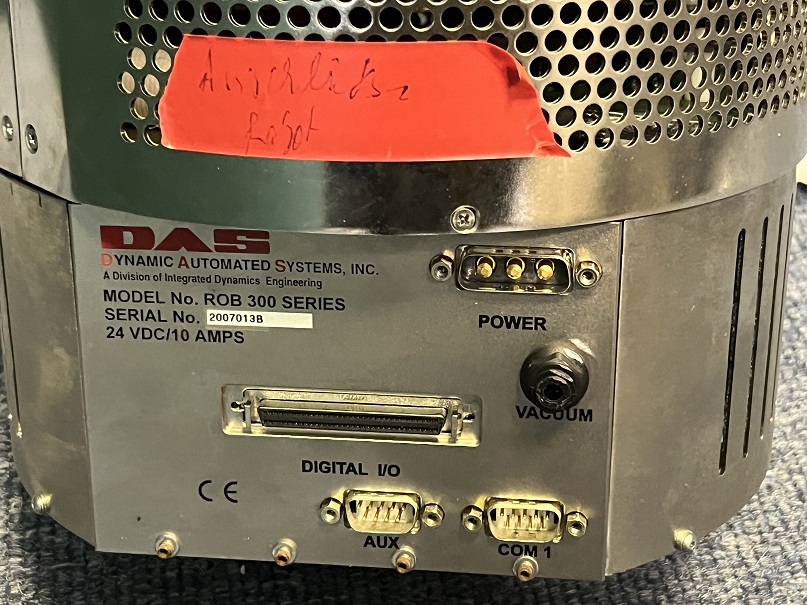 Anschlüsse
Robot
DAS
DYNAMIC AUTOMATED SYSTEMS, INC.
A Division of Integrated Dynamics Engineering
MODEL No. ROB 300 SERIES
SERIAL No. 2007013B
24 VDC/10 AMPS
POWER
VACUUM
DIGITAL I/O
CE
AUX
COM 1